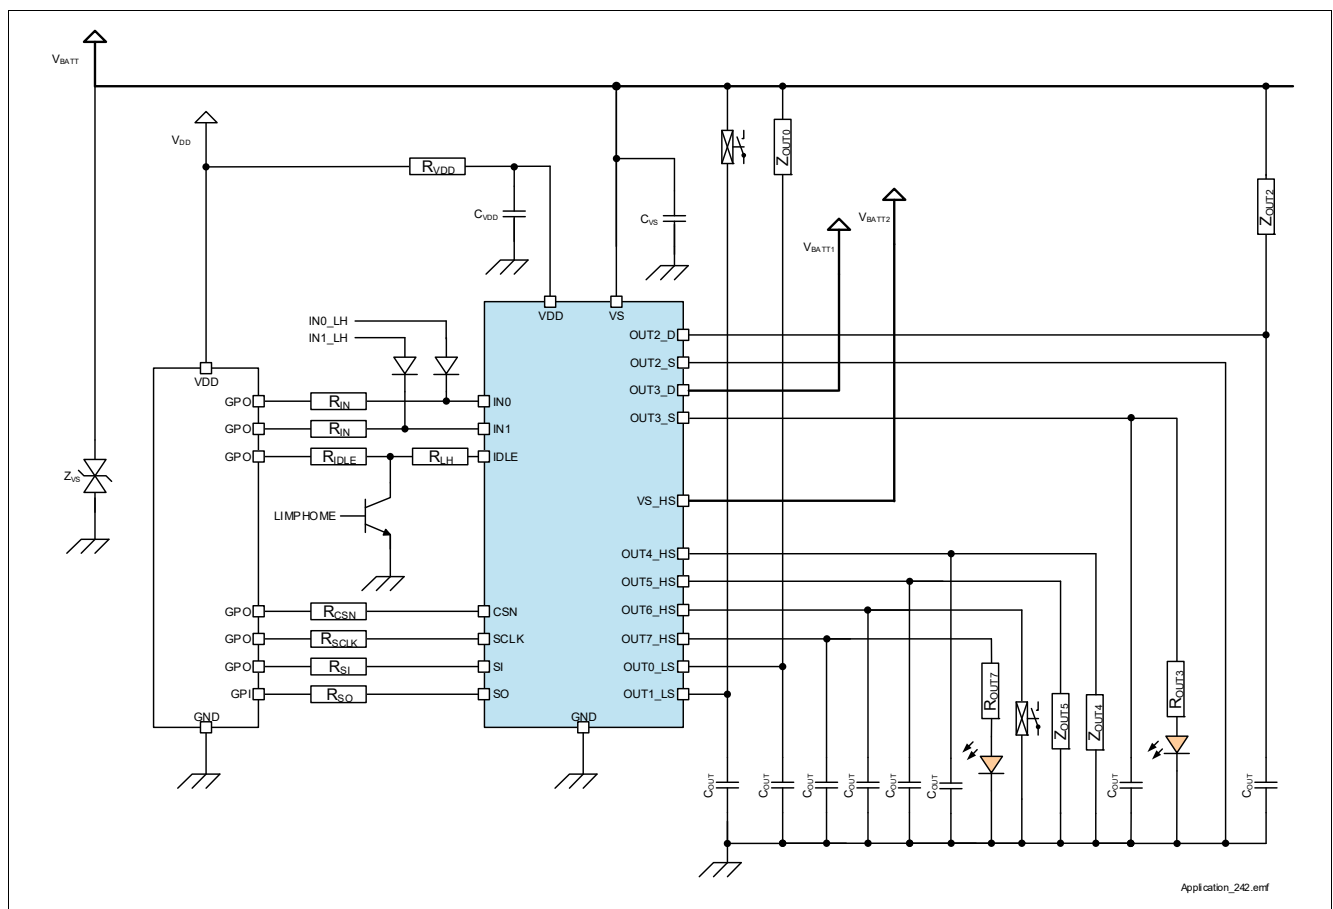 VBATT
VDD
RVDD
CVDD
CVS
ZOUT0
VBATT2
VBATT1
ZOUT2
VDD
VS
IN0_LH
IN1_LH
OUT2_D
OUT2_S
OUT3_D
OUT3_S
VDD
GPO
RIN
IN0
GPO
RIN
IN1
GPO
RIDLE
RLH
IDLE
ZVS
LIMPHOME
VS_HS
OUT4_HS
OUT5_HS
OUT6_HS
OUT7_HS
OUT0_LS
OUT1_LS
GPO
RCSN
CSN
GPO
RSCLK
SCLK
GPO
RSI
SI
GPI
RSO
SO
GND
GND
ROUT7
ZOUT5
ZOUT4
ROUT3
COUT
COUT
COUT
COUT
COUT
COUT
COUT
COUT
Application_242.emf